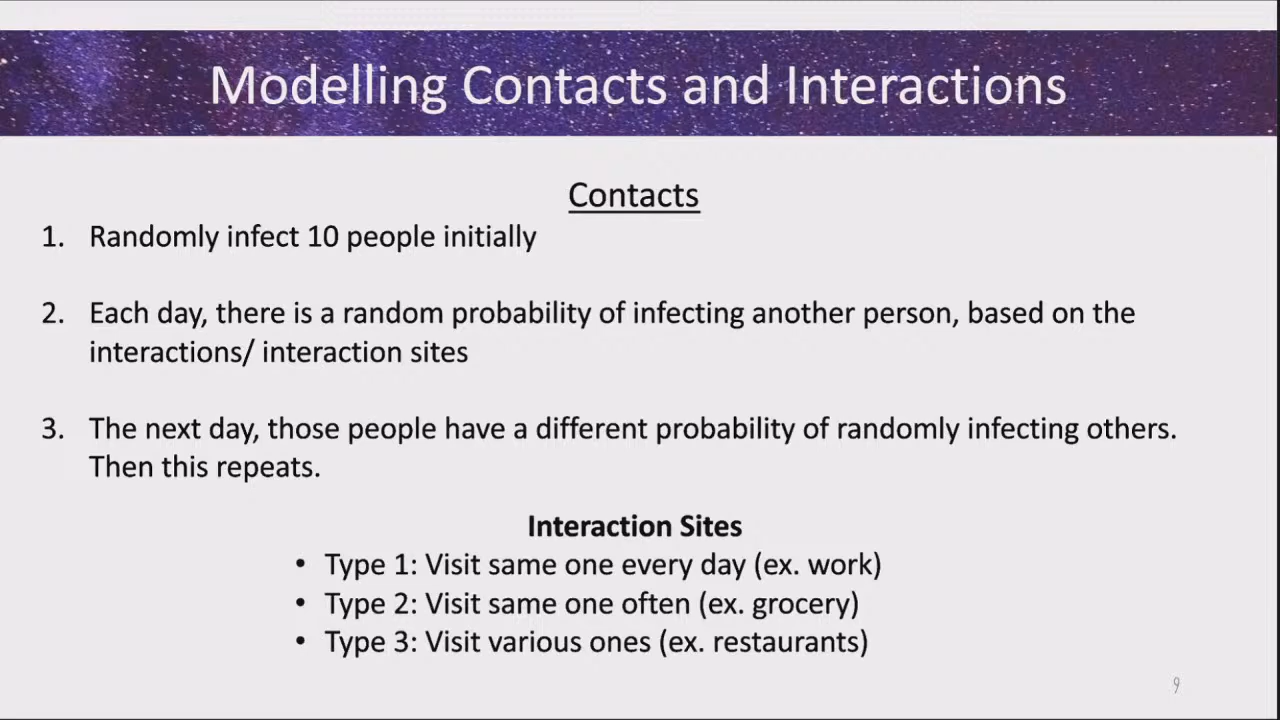 Modelling Contacts and Interactions
Contacts
1. Randomly infect 10 people initially
2. Each day, there is a random probability of infecting another person, based on the
interactions/ interaction sites
3. The next day, those people have a different probability of randomly infecting others.
Then this repeats.
Interaction Sites
• Type 1: Visit same one every day (ex. work)
• Type 2: Visit same one often (ex. grocery)
• Type 3: Visit various ones (ex. restaurants)
9